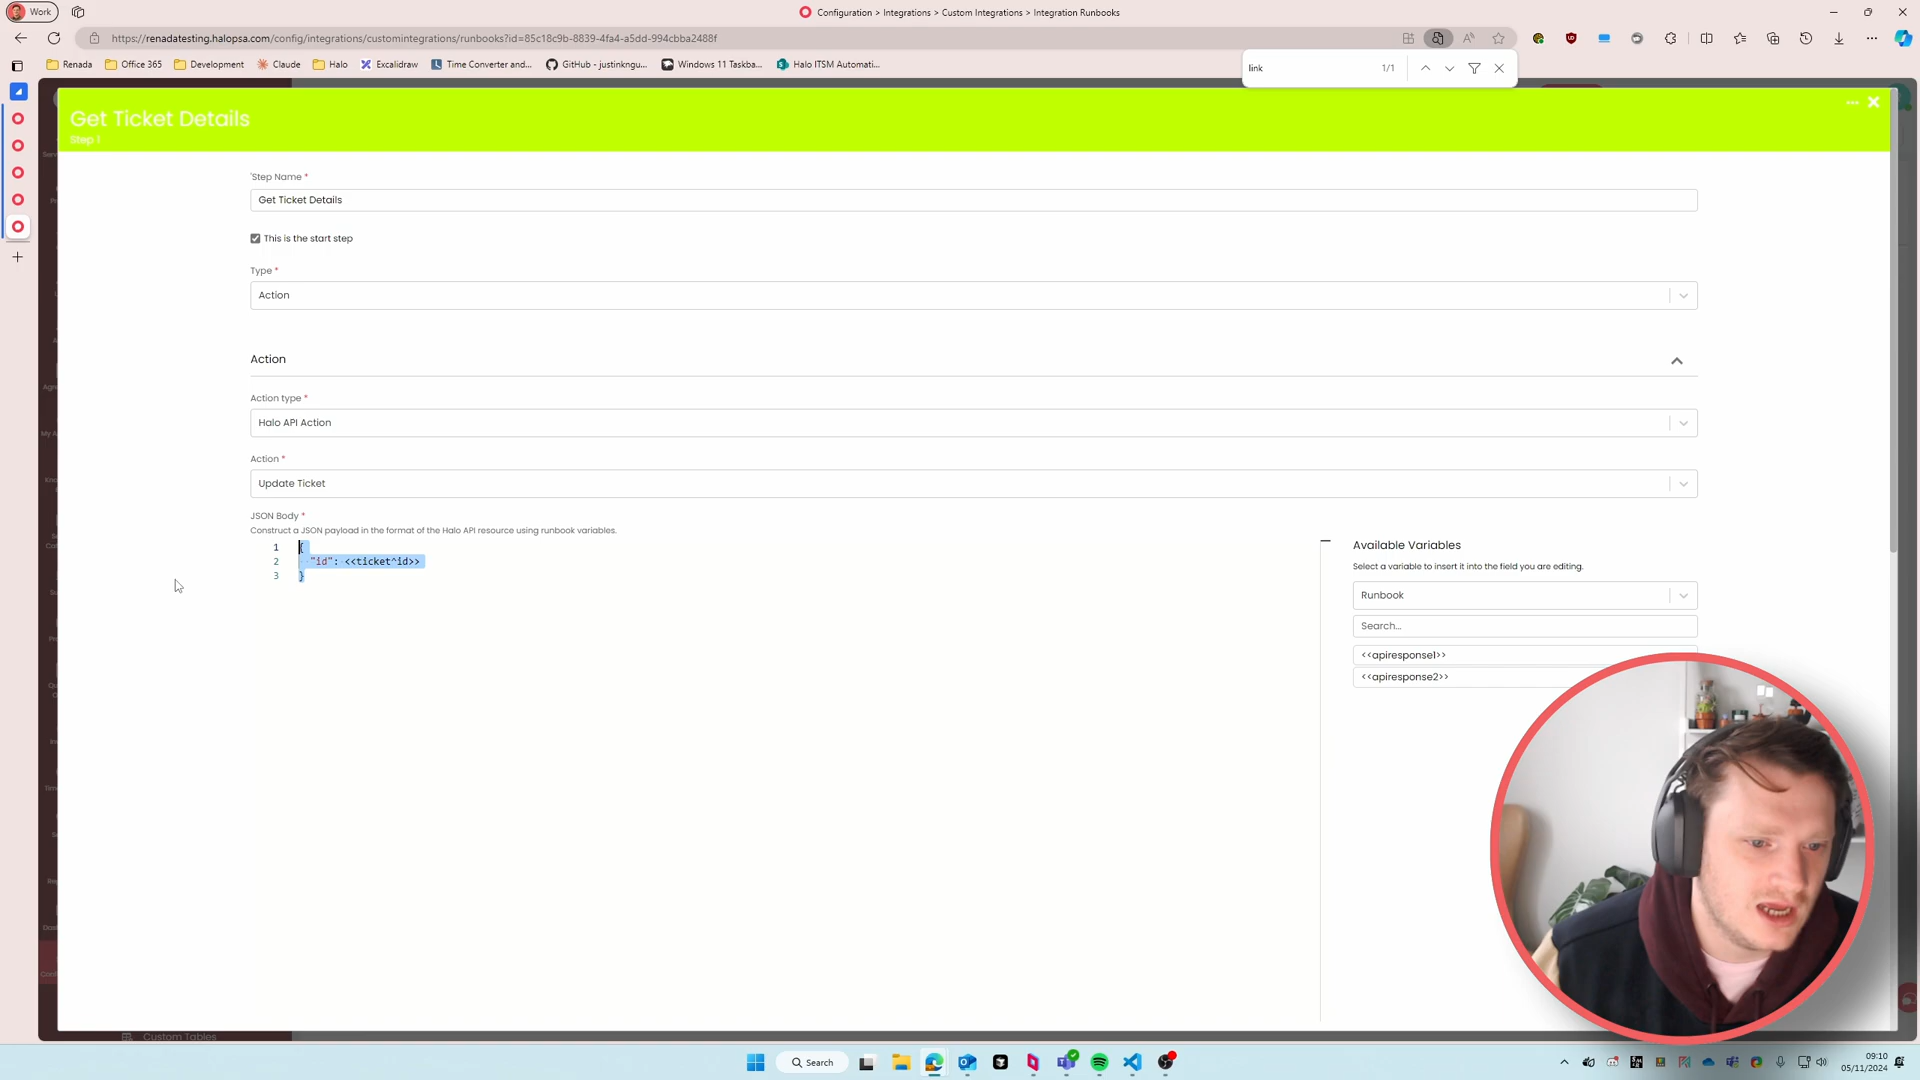 Work
Configuration > Integrations > Custom Integrations > Integration Runbooks
https://renadatesting.halopsa.com/config/integrations/customintegrations/runbooks?id=85c18c9b-8839-4fa4-a5dd-994cbba2488f
Renada
Office 365
Development
Claude
Halo
Excalidraw
Time Converter and...
GitHub - justinkngu...
Windows 11 Taskba...
Halo ITSM Automati...
link
1/1
Get Ticket Details
Step 1
'Step Name *
Get Ticket Details
This is the start step
Type *
Action
Action
Action type *
Halo API Action
Action *
Update Ticket
JSON Body *
Construct a JSON payload in the format of the Halo API resource using runbook variables.
1 {
2 "id": <<ticket^id>>
3 }
Available Variables
Select a variable to insert it into the field you are editing.
Runbook
Search...
<<apiresponse1>>
<<apiresponse2>>
Custom Tables
Search
09:10
05/11/2024